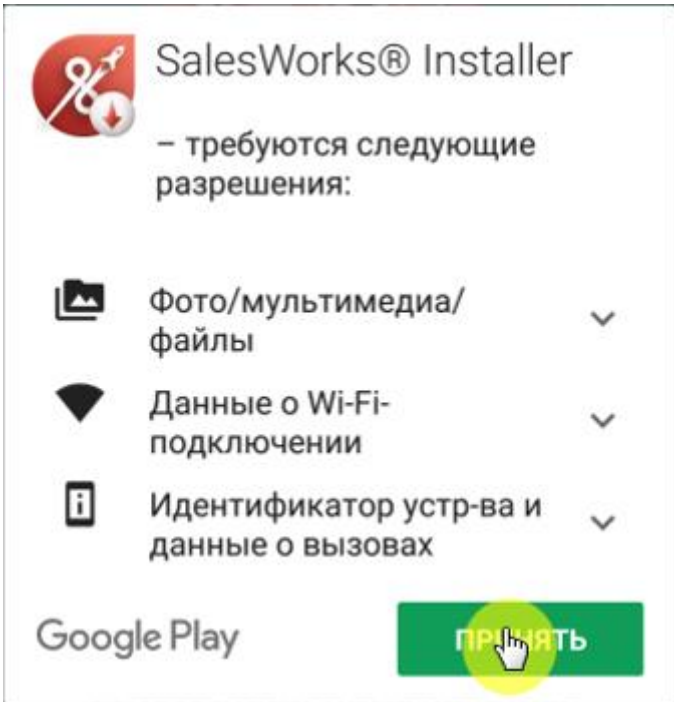 SalesWorks® Installer
– требуются следующие
разрешения:
Фото/мультимедиа/
файлы
Данные о Wi-Fi-
подключении
Идентификатор устр-ва и
данные о вызовах
Google Play
ПРИНЯТЬ